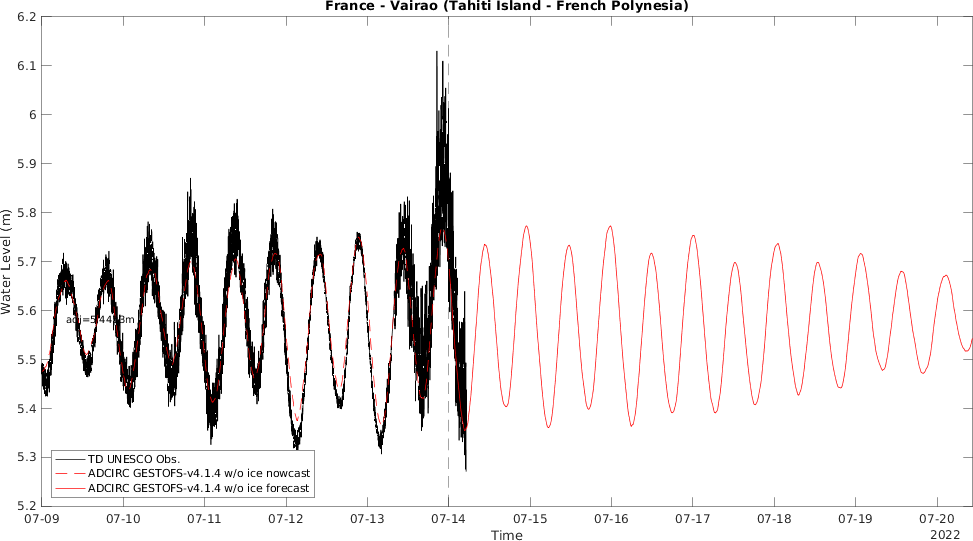 France - Vairao (Tahiti Island - French Polynesia)
Water Level (m)
6.2
6.1
6
5.9
5.8
5.7
5.6
5.5
5.4
5.3
5.2
TD UNESCO Obs.
ADCIRC GESTOFS-v4.1.4 w/o ice nowcast
ADCIRC GESTOFS-v4.1.4 w/o ice forecast
07-09 07-10 07-11 07-12 07-13 07-14 07-15 07-16 07-17 07-18 07-19 07-20
Time
2022